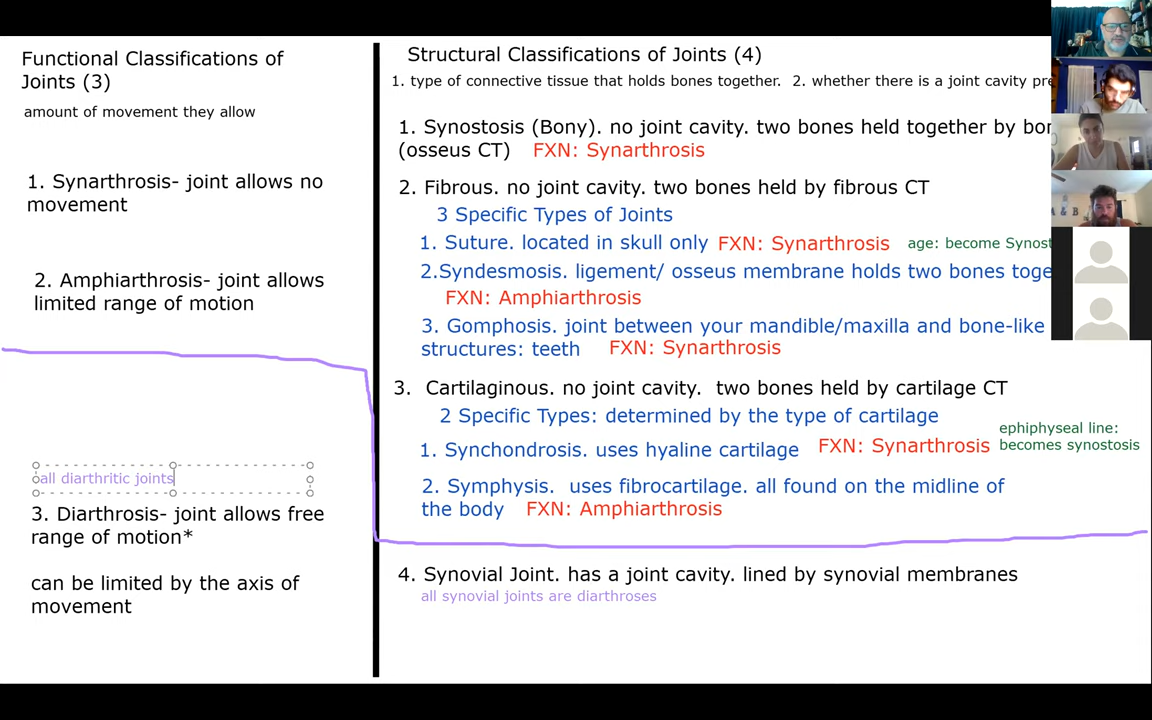 Functional Classifications of
Joints (3)
amount of movement they allow
1. Synarthrosis- joint allows no
movement
2. Amphiarthrosis- joint allows
limited range of motion
all diarthritic joints
3. Diarthrosis- joint allows free
range of motion*
can be limited by the axis of
movement
Structural Classifications of Joints (4)
1. type of connective tissue that holds bones together. 2. whether there is a joint cavity pre
1. Synostosis (Bony). no joint cavity. two bones held together by bon
(osseus CT) FXN: Synarthrosis
2. Fibrous. no joint cavity. two bones held by fibrous CT
3 Specific Types of Joints
1. Suture. located in skull only FXN: Synarthrosis age: become Synost
2.Syndesmosis. ligement/ osseus membrane holds two bones toge
FXN: Amphiarthrosis
3. Gomphosis. joint between your mandible/maxilla and bone-like
structures: teeth FXN: Synarthrosis
3. Cartilaginous. no joint cavity. two bones held by cartilage CT
2 Specific Types: determined by the type of cartilage
1. Synchondrosis. uses hyaline cartilage FXN: Synarthrosis
ephiphyseal line:
becomes synostosis
2. Symphysis. uses fibrocartilage. all found on the midline of
the body FXN: Amphiarthrosis
4. Synovial Joint. has a joint cavity. lined by synovial membranes
all synovial joints are diarthroses